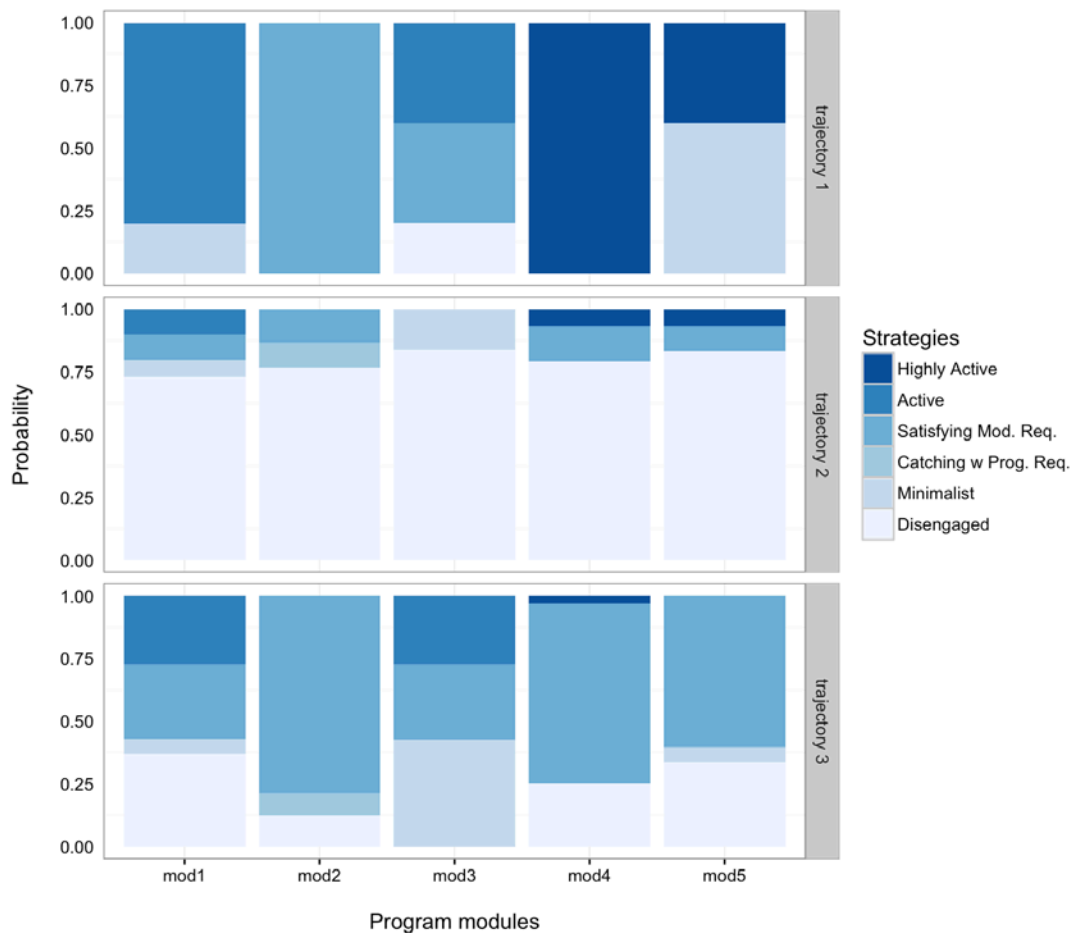 1.00
0.75
0.50
0.25
0.00
trajectory 1
1.00
0.75
0.50
0.25
0.00
trajectory 2
1.00
0.75
0.50
0.25
0.00
trajectory 3
Probability
mod1 mod2 mod3 mod4 mod5
Program modules
Strategies
Highly Active
Active
Satisfying Mod. Req.
Catching w Prog. Req.
Minimalist
Disengaged